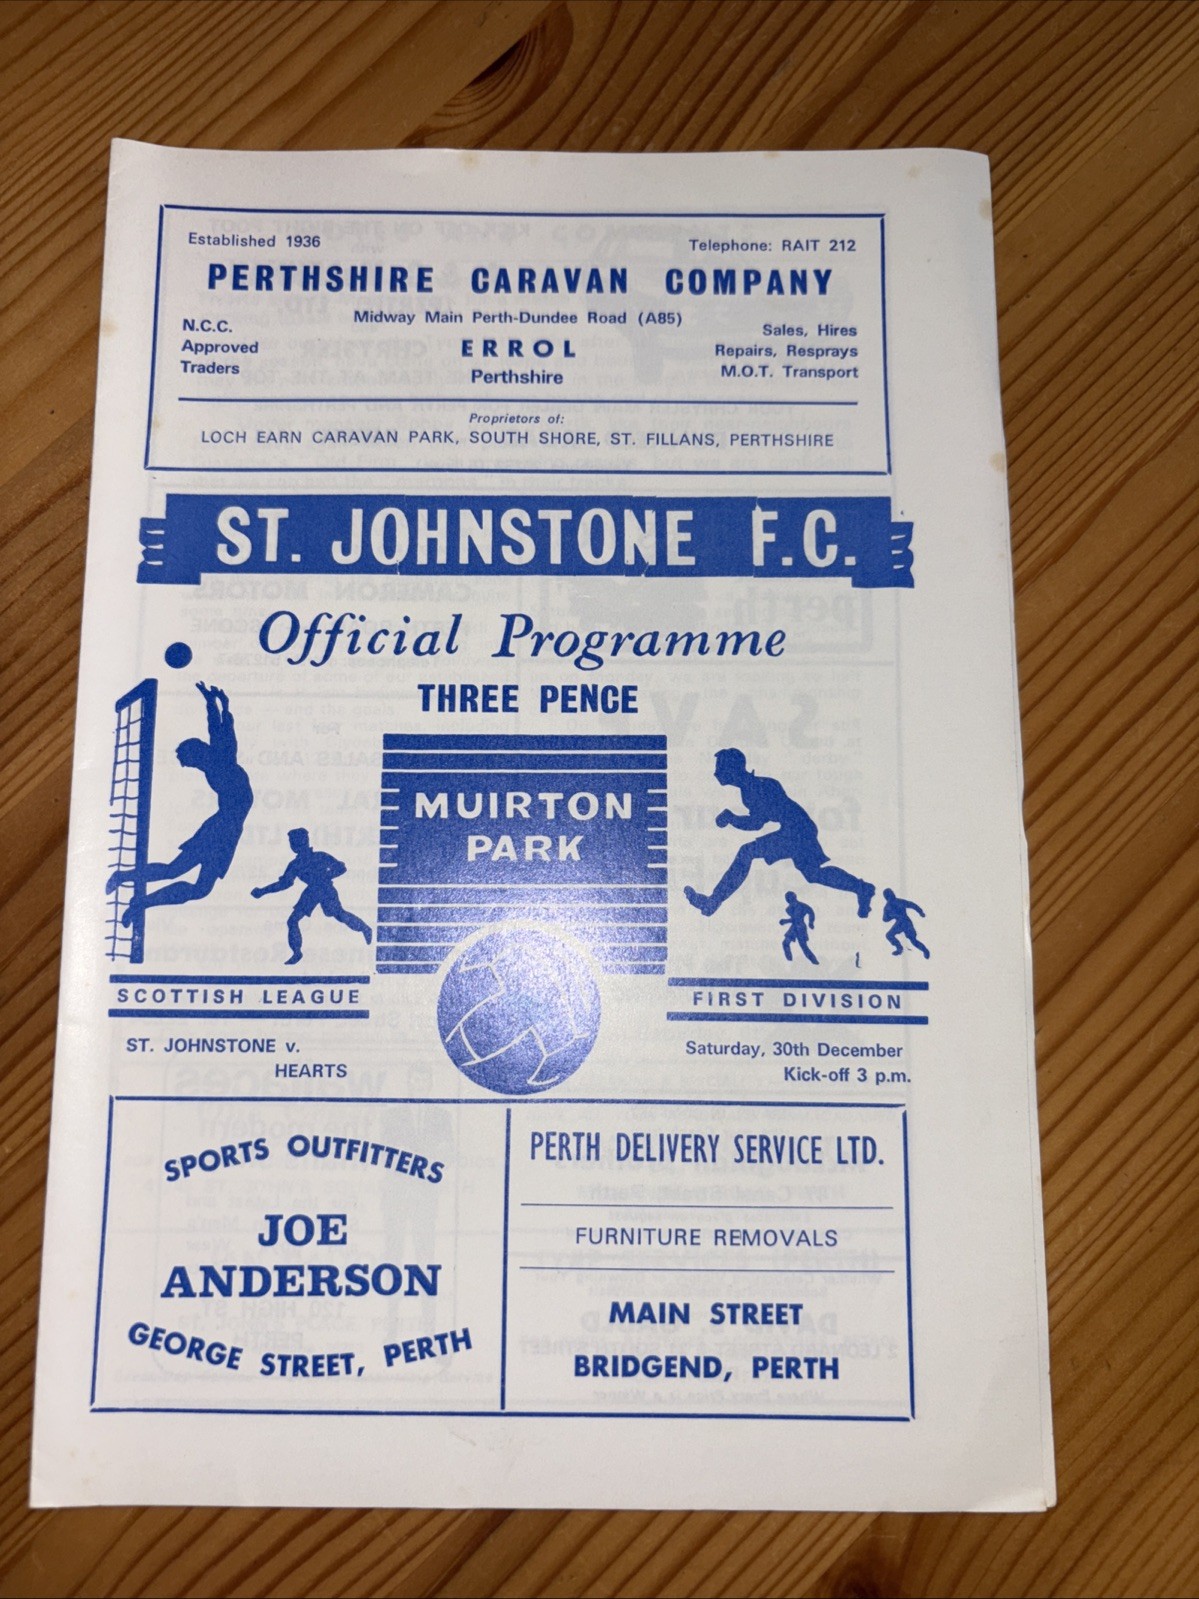 Established 1936
Telephone: RAIT 212
PERTHSHIRE CARAVAN COMPANY
Midway Main Perth-Dundee Road (A85)
N.C.C.
Approved
Traders
ERROL
Perthshire
Sales, Hires
Repairs, Resprays
M.O.T. Transport
Proprietors of:
LOCH EARN CARAVAN PARK, SOUTH SHORE, ST. FILLANS, PERTHSHIRE
ST. JOHNSTONE F.C.
Official Programme
THREE PENCE
MUIRTON
PARK
SCOTTISH LEAGUE
FIRST DIVISION
ST. JOHNSTONE v.
HEARTS
Saturday, 30th December
Kick-off 3 p.m.
SPORTS OUTFITTERS
JOE
ANDERSON
GEORGE STREET, PERTH
PERTH DELIVERY SERVICE LTD.
FURNITURE REMOVALS
MAIN STREET
BRIDGEND, PERTH